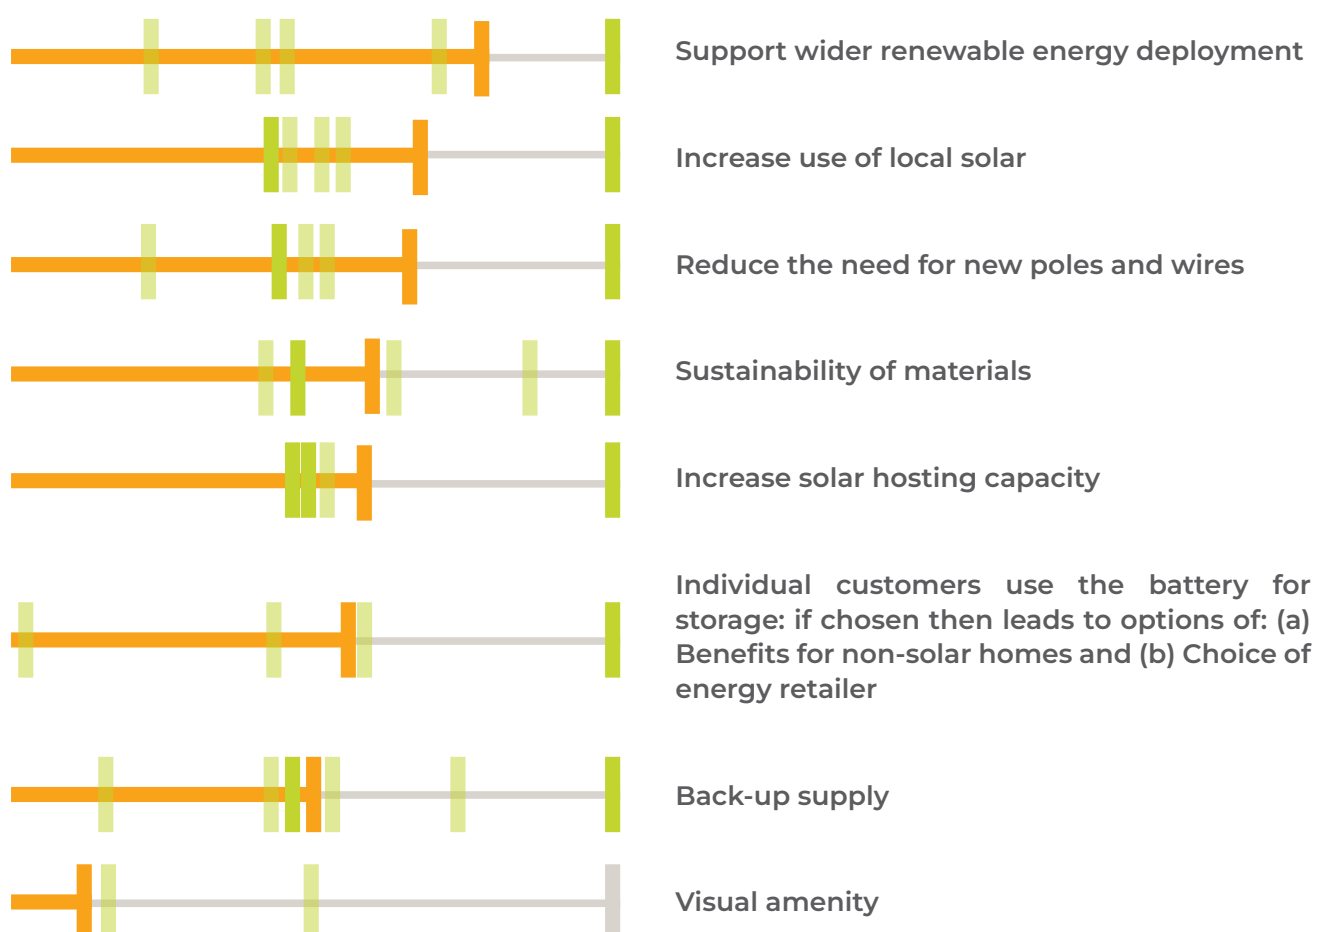 Support wider renewable energy deployment
Increase use of local solar
Reduce the need for new poles and wires
Sustainability of materials
Increase solar hosting capacity
Individual customers use the battery for
storage: if chosen then leads to options of: (a)
Benefits for non-solar homes and (b) Choice of
energy retailer
Back-up supply
Visual amenity